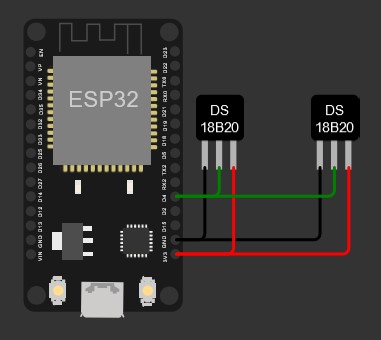 EN
VP
VN
D34
D35
D32
D33
D25
D26
D27
D14
D12
D13
GND
VIN
D23
D22
TX0
RX0
D21
D19
D18
D5
TX2
RX2
D4
D2
D15
GND
3V3
ESP32
DS
18B20
DS
18B20